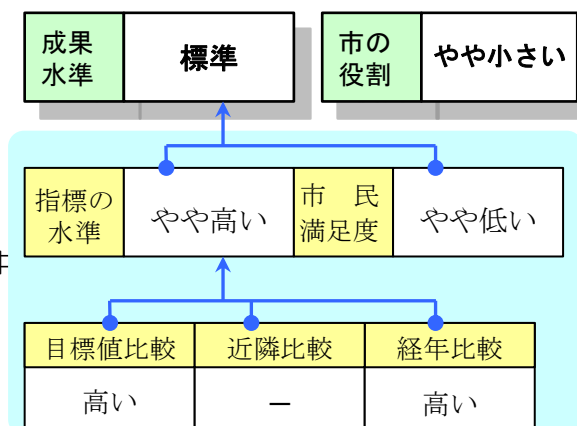 成果
水準
標準
市の
役割
やや小さい
指標の
水準
やや高い
市 民
満足度
やや低い
目標値比較
近隣比較
経年比較
高い
－
高い